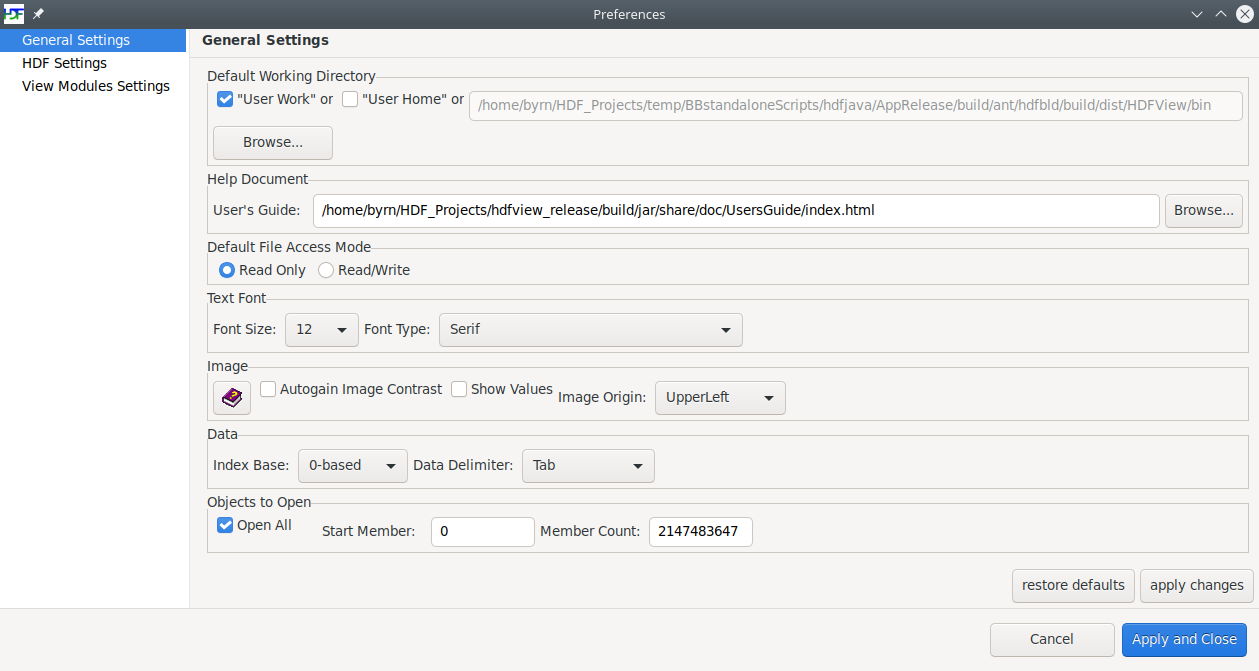 HDF
Preferences
General Settings
HDF Settings
View Modules Settings
General Settings
Default Working Directory
"User Work" or "User Home" or /home/byrn/HDF_Projects/temp/BBstandaloneScripts/hdfjava/AppRelease/build/ant/hdfbld/build/dist/HDFView/bin
Browse...
Help Document
User's Guide: /home/byrn/HDF_Projects/hdfview_release/build/jar/share/doc/UsersGuide/index.html Browse...
Default File Access Mode
Read Only Read/Write
Text Font
Font Size: 12 Font Type: Serif
Image
? Autogain Image Contrast Show Values Image Origin: UpperLeft
Data
Index Base: 0-based Data Delimiter: Tab
Objects to Open
Open All Start Member: 0 Member Count: 2147483647
restore defaults apply changes
Cancel Apply and Close